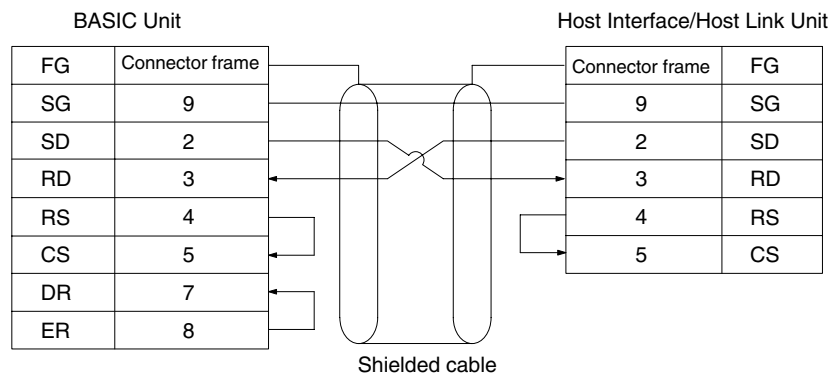 BASIC Unit Host Interface/Host Link Unit
FG Connector frame Connector frame FG
SG 9 9 SG
SD 2 2 SD
RD 3 3 RD
RS 4 4 RS
CS 5 5 CS
DR 7
ER 8
Shielded cable